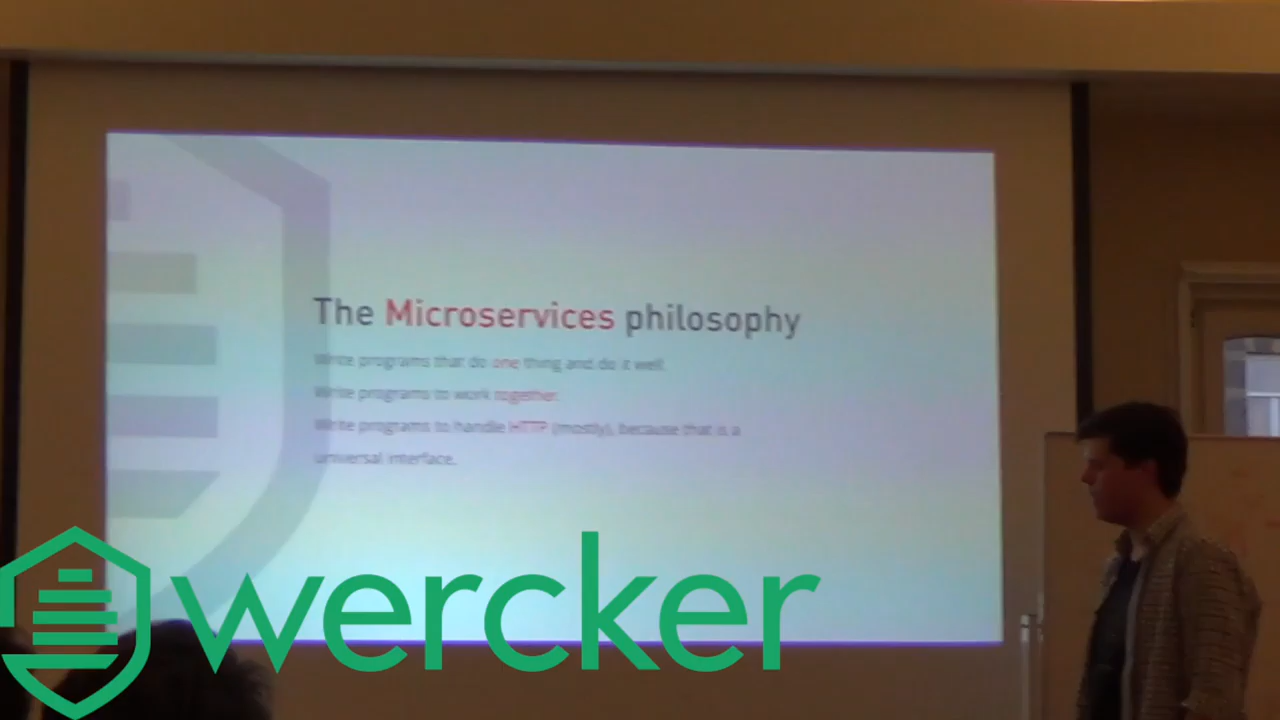 The Microservices philosophy
Write programs that do one thing and do it well.
Write programs to work together.
Write programs to handle HTTP (mostly), because that is a
universal interface.
wercker